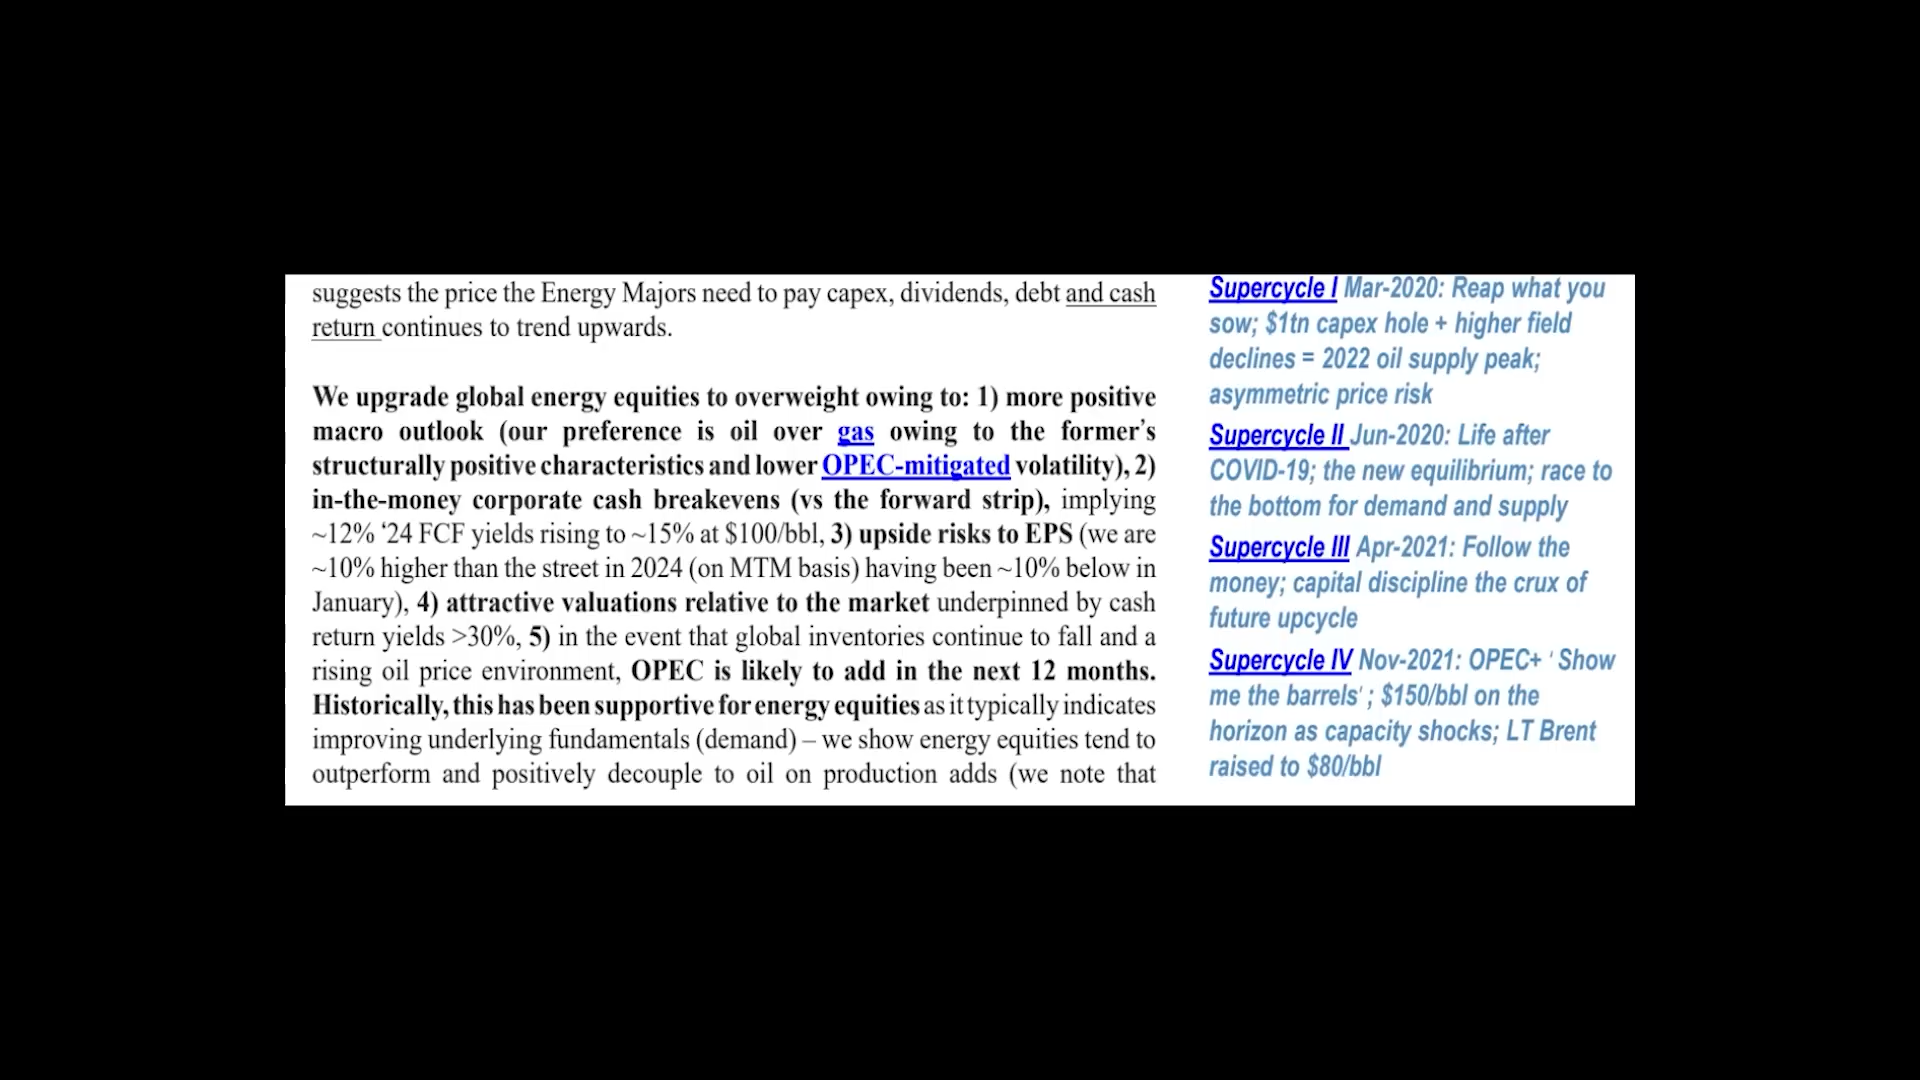 suggests the price the Energy Majors need to pay capex, dividends, debt and cash
return continues to trend upwards.
We upgrade global energy equities to overweight owing to: 1) more positive
macro outlook (our preference is oil over gas owing to the former’s
structurally positive characteristics and lower OPEC-mitigated volatility), 2)
in-the-money corporate cash breakevens (vs the forward strip), implying
~12% ‘24 FCF yields rising to ~15% at $100/bbl, 3) upside risks to EPS (we are
~10% higher than the street in 2024 (on MTM basis) having been ~10% below in
January), 4) attractive valuations relative to the market underpinned by cash
return yields >30%, 5) in the event that global inventories continue to fall and a
rising oil price environment, OPEC is likely to add in the next 12 months.
Historically, this has been supportive for energy equities as it typically indicates
improving underlying fundamentals (demand) – we show energy equities tend to
outperform and positively decouple to oil on production adds (we note that
Supercycle I Mar-2020: Reap what you
sow; $1tn capex hole + higher field
declines = 2022 oil supply peak;
asymmetric price risk
Supercycle II Jun-2020: Life after
COVID-19; the new equilibrium; race to
the bottom for demand and supply
Supercycle III Apr-2021: Follow the
money; capital discipline the crux of
future upcycle
Supercycle IV Nov-2021: OPEC+ ‘ Show
me the barrels’ ; $150/bbl on the
horizon as capacity shocks; LT Brent
raised to $80/bbl